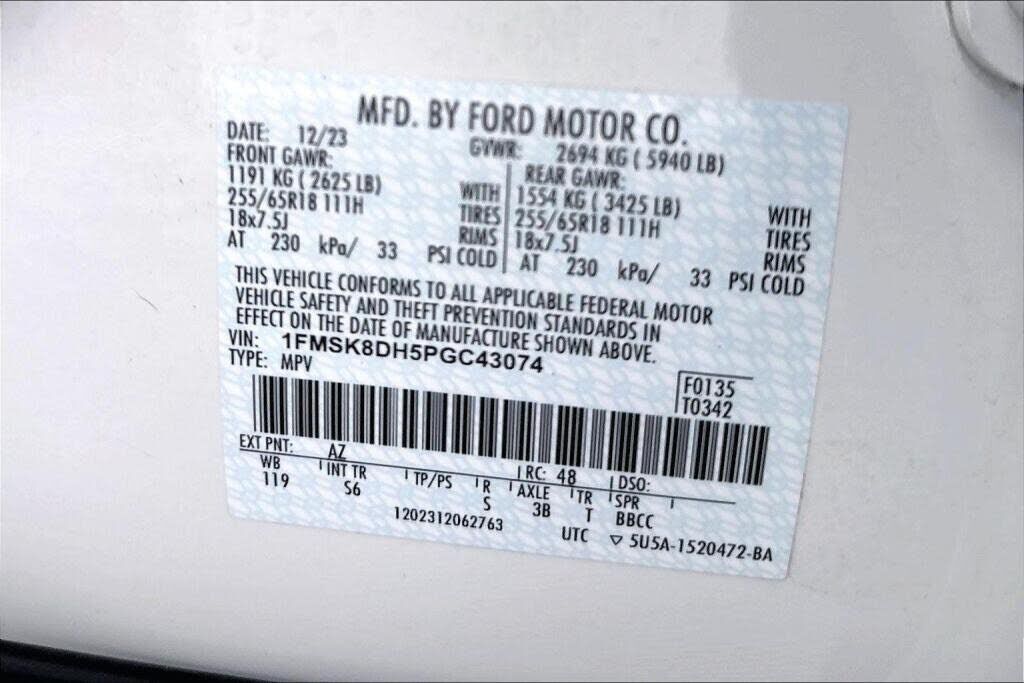 MFD. BY FORD MOTOR CO.
DATE: 12/23 GVWR: 2694 KG ( 5940 LB)
FRONT GAWR: REAR GAWR:
1191 KG ( 2625 LB) WITH 1554 KG ( 3425 LB) WITH
255/65R18 111H TIRES 255/65R18 111H TIRES
18x7.5J RIMS 18x7.5J RIMS
AT 230 kPa/ 33 PSI COLD AT 230 kPa/ 33 PSI COLD
THIS VEHICLE CONFORMS TO ALL APPLICABLE FEDERAL MOTOR
VEHICLE SAFETY AND THEFT PREVENTION STANDARDS IN
EFFECT ON THE DATE OF MANUFACTURE SHOWN ABOVE.
VIN: 1FMSK8DH5PGC43074
TYPE: MPV
F0135
T0342
EXT PNT: AZ RC: 48 DSO:
WB INT TR TP/PS R AXLE TR SPR
119 S6 S 3B T BBCC
1202312062763 UTC ▽ 5U5A-1520472-BA